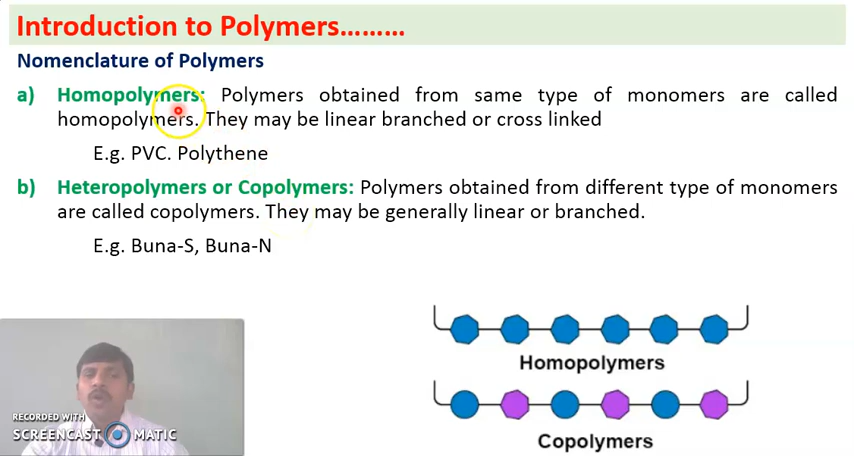 Introduction to Polymers.........
Nomenclature of Polymers
a) Homopolymers: Polymers obtained from same type of monomers are called
homopolymers. They may be linear branched or cross linked
E.g. PVC. Polythene
b) Heteropolymers or Copolymers: Polymers obtained from different type of monomers
are called copolymers. They may be generally linear or branched.
E.g. Buna-S, Buna-N
Homopolymers
Copolymers
RECORDED WITH
SCREENCAST MATIC